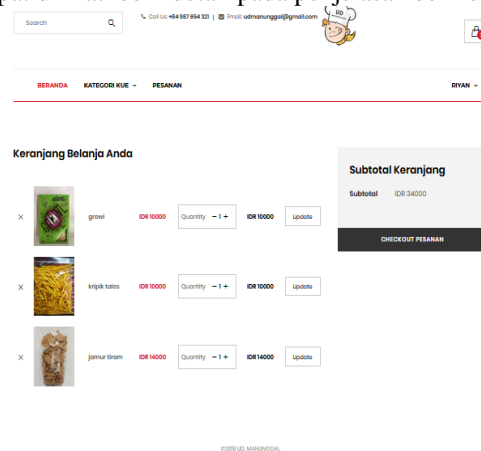 Search
Call Us: +84 987 654 321 | Email: udmanunggal@gmail.com
UD
BERANDA KATEGORI KUE PESANAN RIYAN
Keranjang Belanja Anda
Subtotal Keranjang
Subtotal IDR 34000
CHECKOUT PESANAN
× growi IDR 10000 Quantity − 1 + IDR 10000 Update
× kripik talas IDR 10000 Quantity − 1 + IDR 10000 Update
× jamur tiram IDR 14000 Quantity − 1 + IDR 14000 Update
©2019 UD. MANUNGGAL